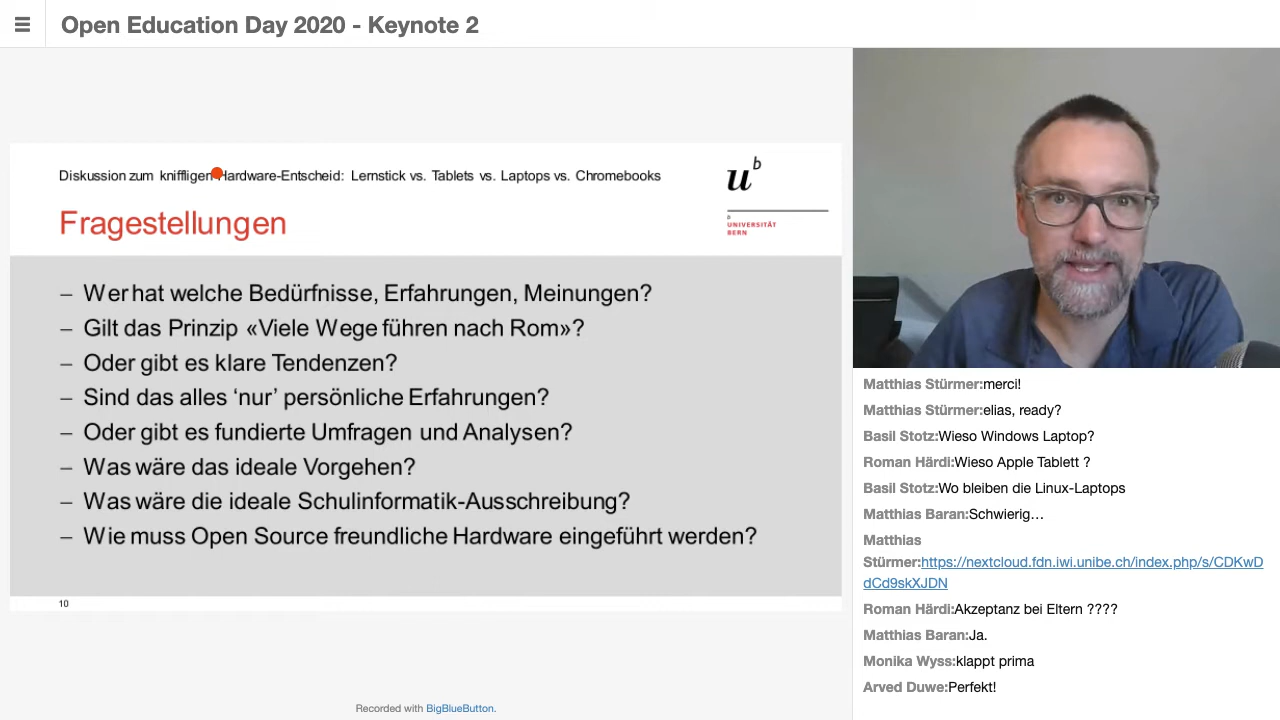 Open Education Day 2020 - Keynote 2
Diskussion zum kniffligen Hardware-Entscheid: Lernstick vs. Tablets vs. Laptops vs. Chromebooks
Fragestellungen
u b
b
UNIVERSITÄT
BERN
– Wer hat welche Bedürfnisse, Erfahrungen, Meinungen?
– Gilt das Prinzip «Viele Wege führen nach Rom»?
– Oder gibt es klare Tendenzen?
– Sind das alles ‘nur’ persönliche Erfahrungen?
– Oder gibt es fundierte Umfragen und Analysen?
– Was wäre das ideale Vorgehen?
– Was wäre die ideale Schulinformatik-Ausschreibung?
– Wie muss Open Source freundliche Hardware eingeführt werden?
10
Recorded with BigBlueButton.
Matthias Stürmer:merci!
Matthias Stürmer:elias, ready?
Basil Stotz:Wieso Windows Laptop?
Roman Härdi:Wieso Apple Tablett ?
Basil Stotz:Wo bleiben die Linux-Laptops
Matthias Baran:Schwierig…
Matthias
Stürmer:https://nextcloud.fdn.iwi.unibe.ch/index.php/s/CDKwD
dCd9skXJDN
Roman Härdi:Akzeptanz bei Eltern ????
Matthias Baran:Ja.
Monika Wyss:klappt prima
Arved Duwe:Perfekt!